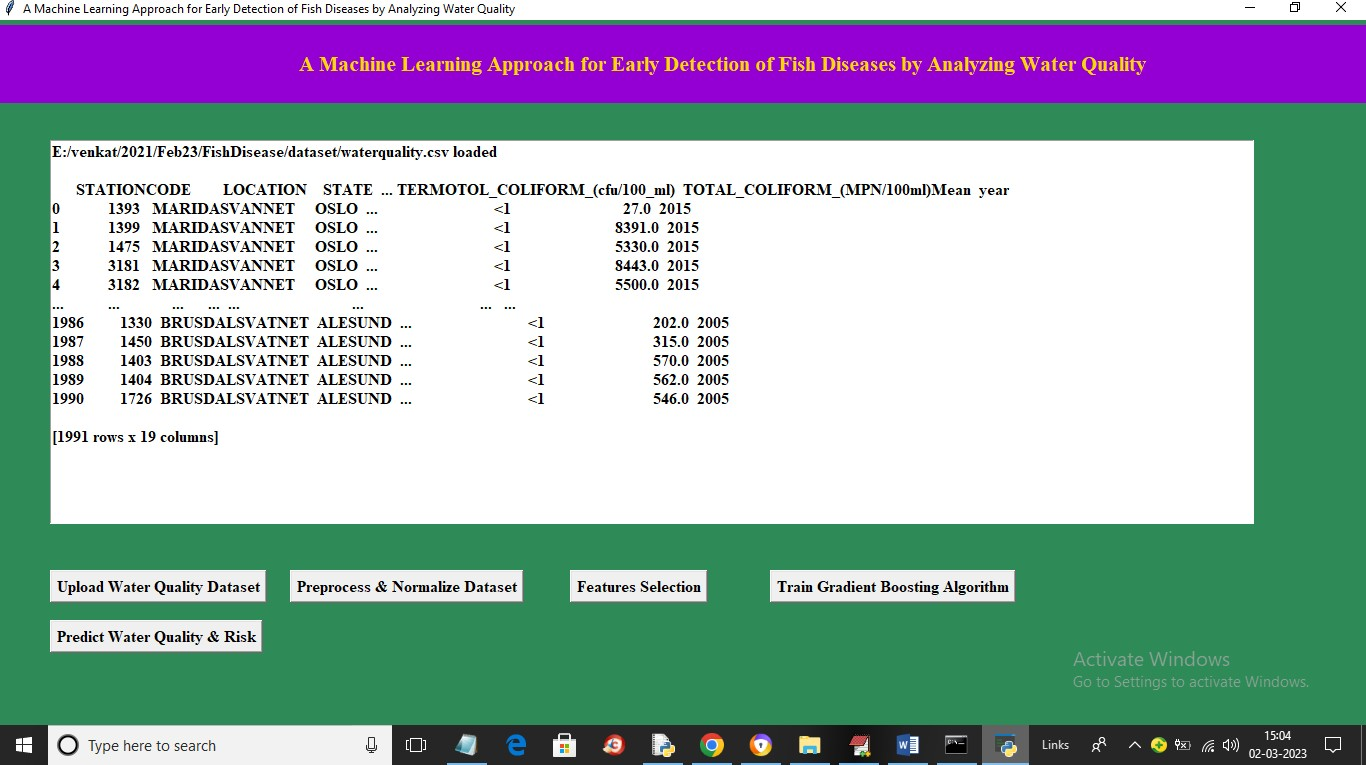 A Machine Learning Approach for Early Detection of Fish Diseases by Analyzing Water Quality
A Machine Learning Approach for Early Detection of Fish Diseases by Analyzing Water Quality
E:/venkat/2021/Feb23/FishDisease/dataset/waterquality.csv loaded
STATIONCODE LOCATION STATE ... TERMOTOL_COLIFORM_(cfu/100_ml) TOTAL_COLIFORM_(MPN/100ml)Mean year
0 1393 MARIDASVANNET OSLO ... <1 27.0 2015
1 1399 MARIDASVANNET OSLO ... <1 8391.0 2015
2 1475 MARIDASVANNET OSLO ... <1 5330.0 2015
3 3181 MARIDASVANNET OSLO ... <1 8443.0 2015
4 3182 MARIDASVANNET OSLO ... <1 5500.0 2015
... ... ... ... ... ... ... ...
1986 1330 BRUSDALSVATNET ALESUND ... <1 202.0 2005
1987 1450 BRUSDALSVATNET ALESUND ... <1 315.0 2005
1988 1403 BRUSDALSVATNET ALESUND ... <1 570.0 2005
1989 1404 BRUSDALSVATNET ALESUND ... <1 562.0 2005
1990 1726 BRUSDALSVATNET ALESUND ... <1 546.0 2005
[1991 rows x 19 columns]
Upload Water Quality Dataset Preprocess & Normalize Dataset Features Selection Train Gradient Boosting Algorithm
Predict Water Quality & Risk
Activate Windows
Go to Settings to activate Windows.
Type here to search
Links
15:04
02-03-2023